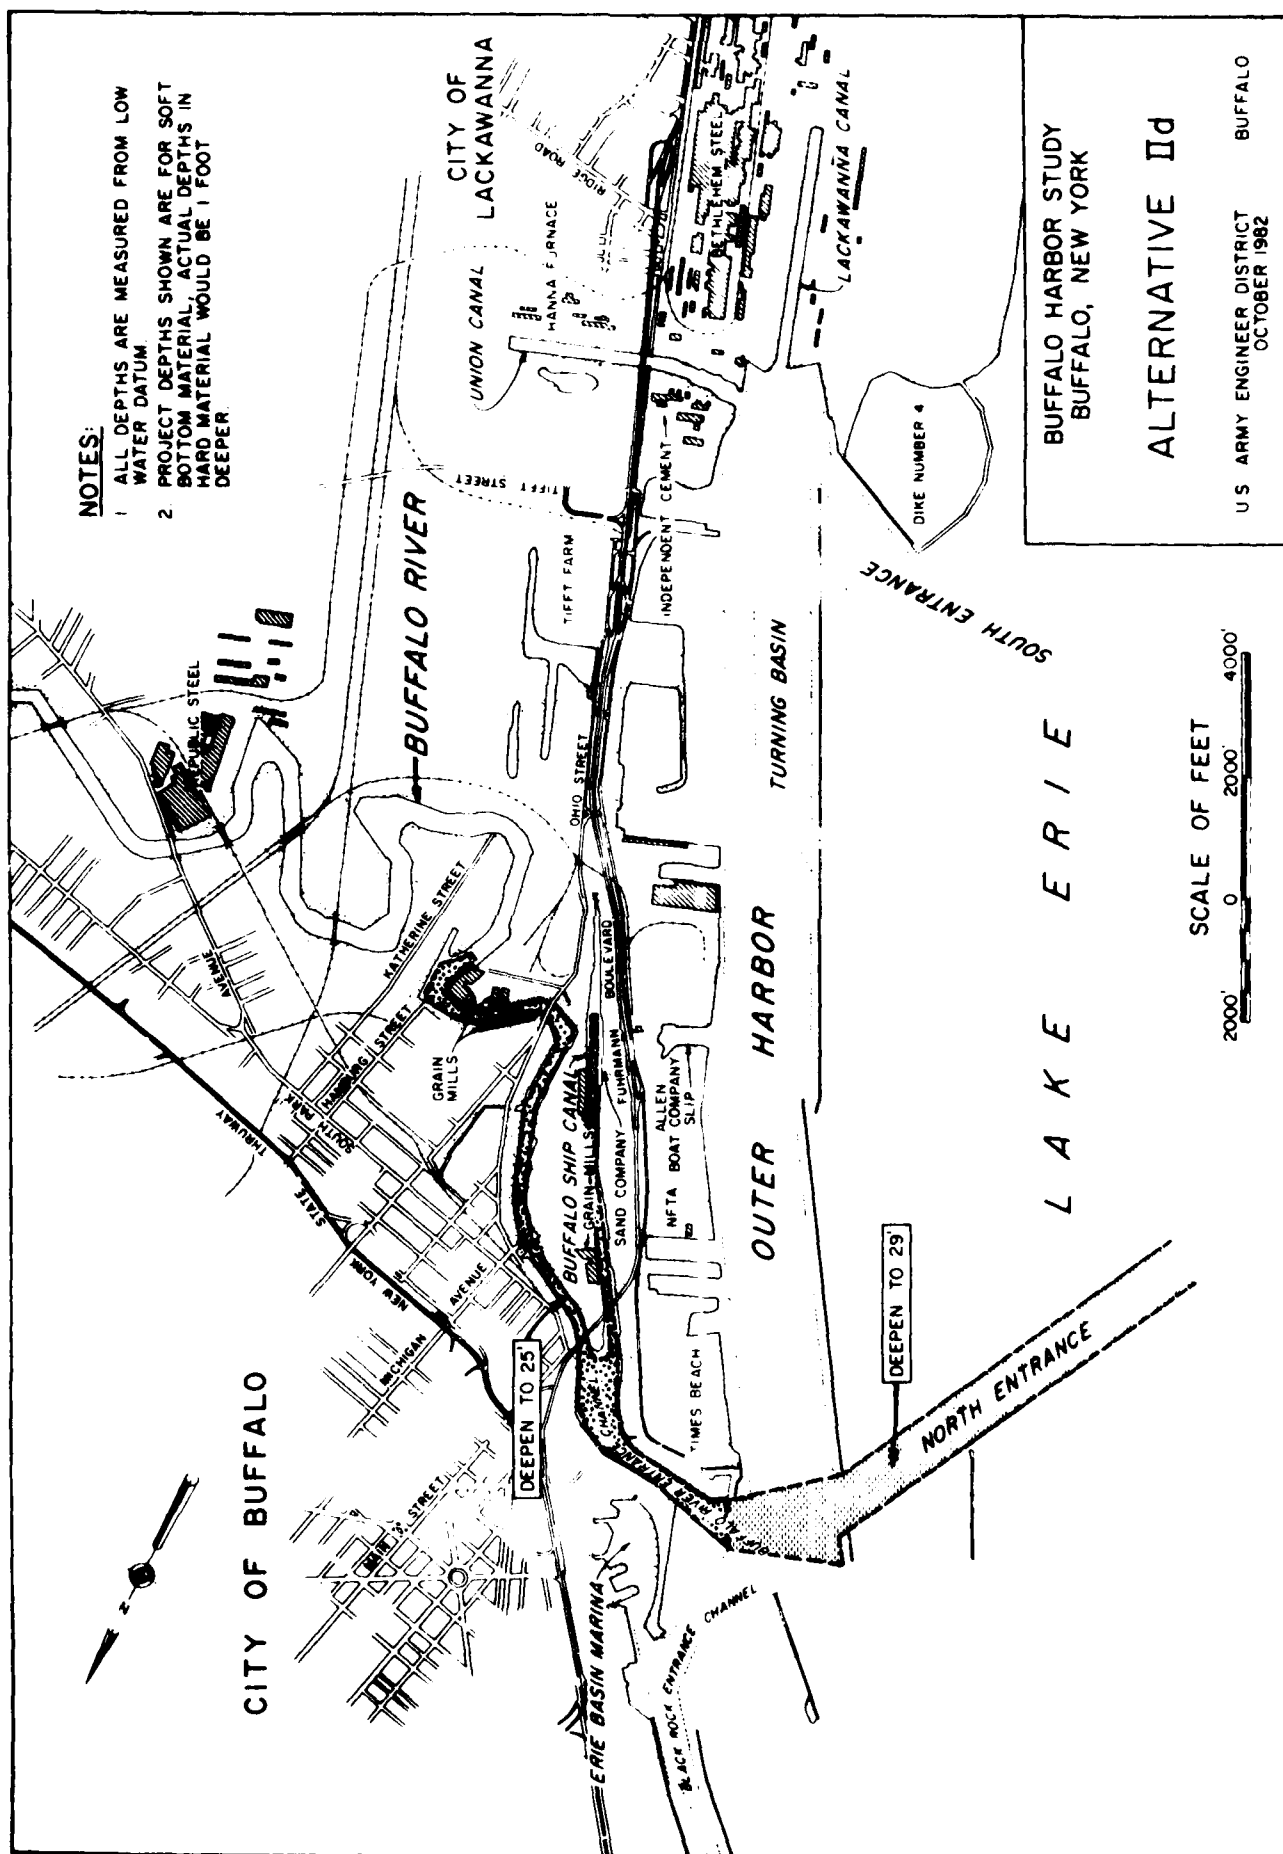 NOTES:
1 ALL DEPTHS ARE MEASURED FROM LOW
WATER DATUM.
2. PROJECT DEPTHS SHOWN ARE FOR SOFT
BOTTOM MATERIAL, ACTUAL DEPTHS IN
HARD MATERIAL WOULD BE 1 FOOT
DEEPER.
CITY OF
LACKAWANNA
RIDGE ROAD
UNION CANAL
HANNA FURNACE
BETHLEHEM STEEL
LACKAWANNA CANAL
TIFFT STREET
TIFFT FARM
INDEPENDENT CEMENT
DIKE NUMBER 4
SOUTH ENTRANCE
REPUBLIC STEEL
BUFFALO RIVER
OHIO STREET
TURNING BASIN
KATHERINE STREET
AVENUE
SOUTH PARK
HAMBURG STREET
GRAIN
MILLS
BUFFALO SHIP CANAL
GRAIN MILLS
SAND COMPANY
FUHRMANN
BOULEVARD
ALLEN
BOAT COMPANY
SLIP
NFTA
OUTER HARBOR
LAKE ERIE
NEW YORK
STATE
THRUWAY
MICHIGAN
AVENUE
CITY OF BUFFALO
MAIN STREET
N
DEEPEN TO 25'
CHANNEL
BUFFALO RIVER ENTRANCE
TIMES BEACH
ERIE BASIN MARINA
BLACK ROCK ENTRANCE CHANNEL
DEEPEN TO 29'
NORTH ENTRANCE
SCALE OF FEET
2000' 0 2000' 4000'
BUFFALO HARBOR STUDY
BUFFALO, NEW YORK
ALTERNATIVE IId
US ARMY ENGINEER DISTRICT BUFFALO
OCTOBER 1982